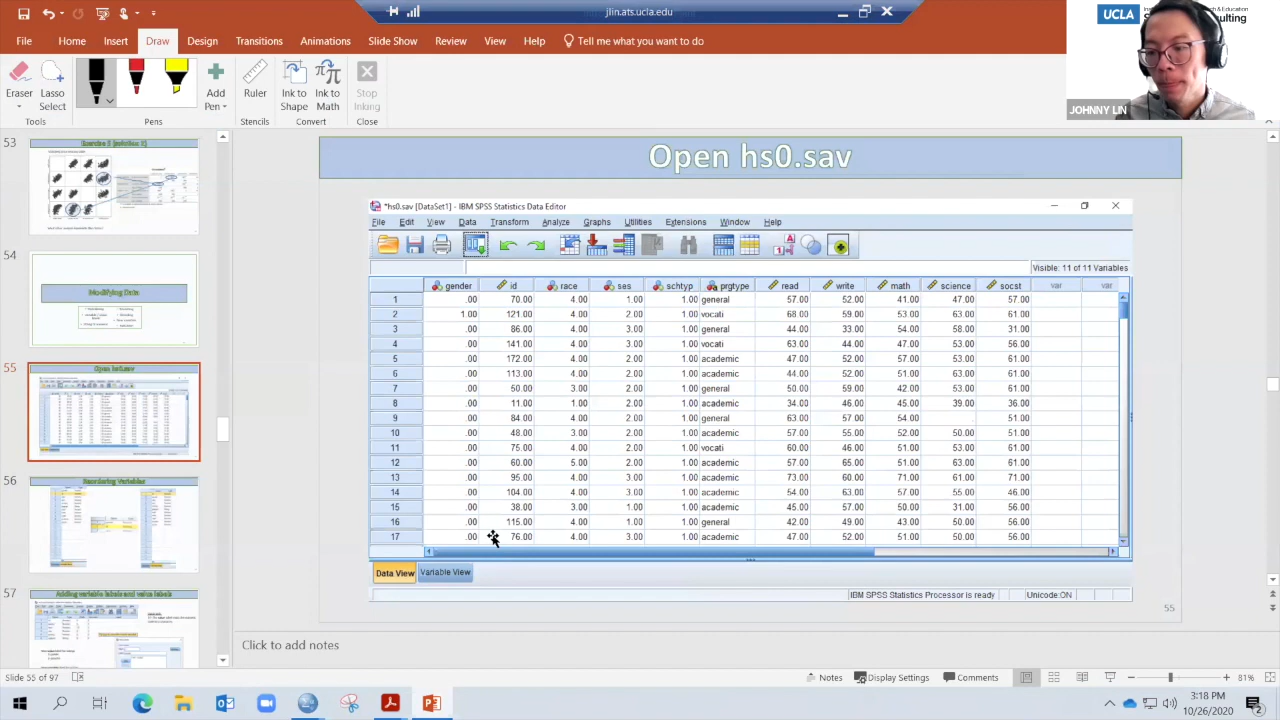 jlin.ats.ucla.edu
UCLA
JOHNNY LIN
File Home Insert Draw Design Transitions Animations Slide Show Review View Help Tell me what you want to do
Eraser Lasso Select Add Pen Ruler Ink to Shape Ink to Math Stop Inking
Tools Pens Stencils Convert Close
53
54
Modifying Data
55
Open hs0.sav
56
Reordering Variables
57
Adding variable labels and value labels
Open hs0.sav
*hs0.sav [DataSet1] - IBM SPSS Statistics Data Editor
File Edit View Data Transform Analyze Graphs Utilities Extensions Window Help
Visible: 11 of 11 Variables
gender id race ses schtyp prgtype read write math science socst var var
1 .00 70.00 4.00 1.00 1.00 general 57.00 52.00 41.00 47.00 57.00
2 1.00 121.00 4.00 2.00 1.00 vocati 68.00 59.00 53.00 63.00 61.00
3 .00 86.00 4.00 3.00 1.00 general 44.00 33.00 54.00 58.00 31.00
4 .00 141.00 4.00 3.00 1.00 vocati 63.00 44.00 47.00 53.00 56.00
5 .00 172.00 4.00 2.00 1.00 academic 47.00 52.00 57.00 53.00 61.00
6 .00 113.00 4.00 2.00 1.00 academic 44.00 52.00 51.00 63.00 61.00
7 .00 50.00 3.00 2.00 1.00 general 50.00 59.00 42.00 53.00 61.00
8 .00 11.00 1.00 2.00 1.00 academic 34.00 46.00 45.00 39.00 36.00
9 .00 84.00 4.00 2.00 1.00 general 63.00 57.00 54.00 . 51.00
10 .00 48.00 3.00 2.00 1.00 academic 57.00 55.00 52.00 50.00 51.00
11 .00 75.00 4.00 2.00 1.00 vocati 60.00 46.00 51.00 53.00 61.00
12 .00 60.00 5.00 2.00 1.00 academic 57.00 65.00 51.00 63.00 61.00
13 .00 95.00 4.00 3.00 1.00 academic 73.00 60.00 71.00 61.00 71.00
14 .00 104.00 4.00 3.00 1.00 academic 54.00 63.00 57.00 55.00 46.00
15 .00 38.00 3.00 1.00 1.00 academic 45.00 57.00 50.00 31.00 56.00
16 .00 115.00 4.00 1.00 1.00 general 42.00 49.00 43.00 50.00 56.00
17 .00 76.00 4.00 3.00 1.00 academic 47.00 52.00 51.00 50.00 56.00
Data View Variable View
IBM SPSS Statistics Processor is ready Unicode:ON
55
Click to add notes
Slide 55 of 97 Notes Display Settings Comments 81%
3:18 PM
10/26/2020
2